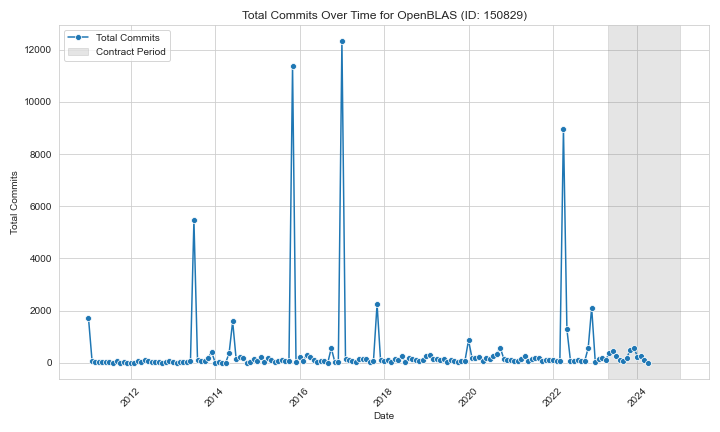 Total Commits Over Time for OpenBLAS (ID: 150829)
Total Commits
Contract Period
12000
10000
8000
6000
4000
2000
0
Total Commits
2012
2014
2016
2018
2020
2022
2024
Date